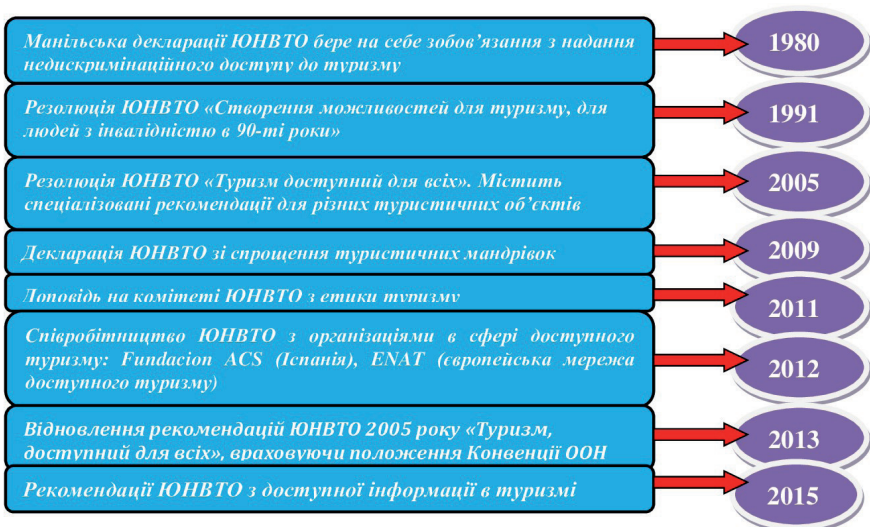 Манільська декларації ЮНВТО бере на себе зобов’язання з надання
недискримінаційного доступу до туризму
1980
Резолюція ЮНВТО «Створення можливостей для туризму, для
людей з інвалідністю в 90-ті роки»
1991
Резолюція ЮНВТО «Туризм доступний для всіх». Містить
спеціалізовані рекомендації для різних туристичних об’єктів
2005
Декларація ЮНВТО зі спрощення туристичних мандрівок
2009
Доповідь на комітеті ЮНВТО з етики туризму
2011
Співробітництво ЮНВТО з організаціями в сфері доступного
туризму: Fundacion ACS (Іспанія), ENAT (європейська мережа
доступного туризму)
2012
Відновлення рекомендацій ЮНВТО 2005 року «Туризм,
доступний для всіх», враховуючи положення Конвенції ООН
2013
Рекомендації ЮНВТО з доступної інформації в туризмі
2015